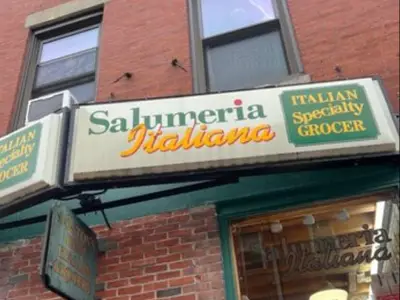 Salumeria
Italiana
ITALIAN
Specialty
GROCER
ITALIAN
Specialty
GROCER
Salumeria
Italiana